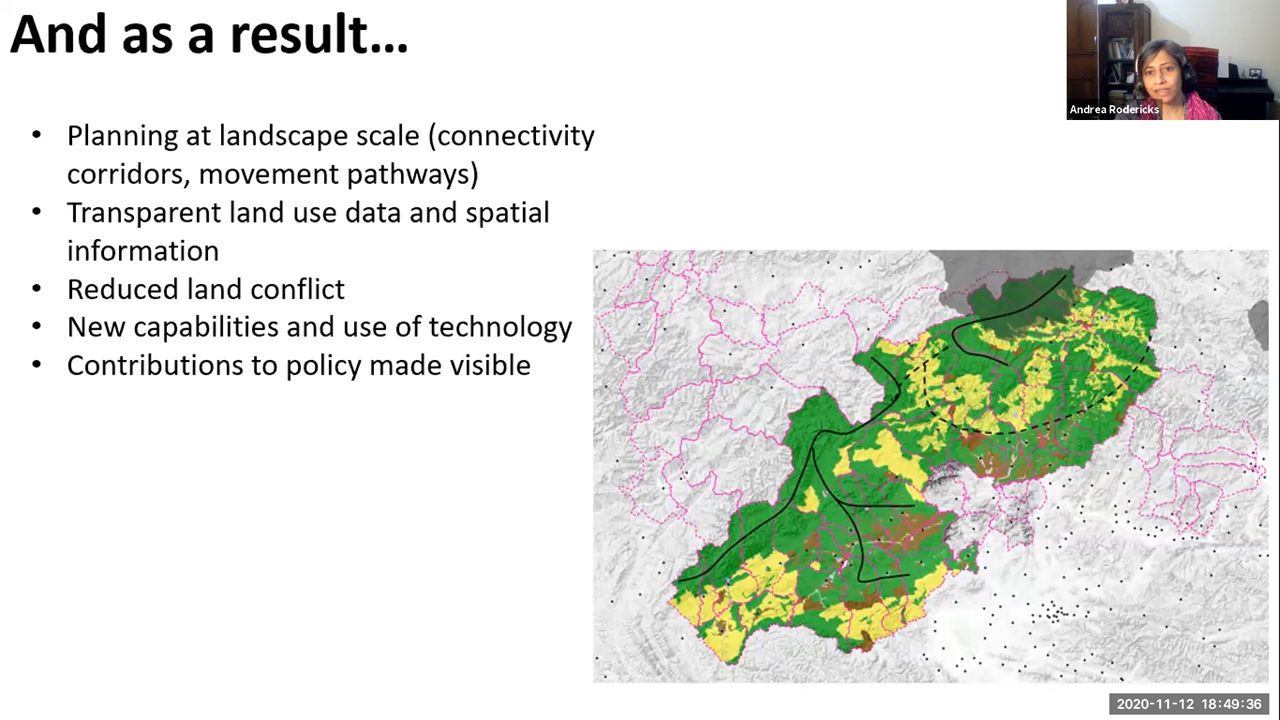 And as a result...
Andrea Rodericks
• Planning at landscape scale (connectivity
corridors, movement pathways)
• Transparent land use data and spatial
information
• Reduced land conflict
• New capabilities and use of technology
• Contributions to policy made visible
2020-11-12 18:49:36